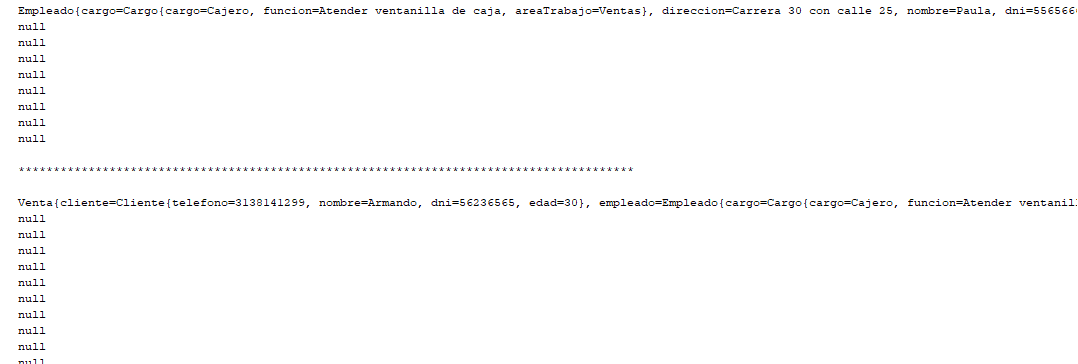 Empleado{cargo=Cargo{cargo=Cajero, funcion=Atender ventanilla de caja, areaTrabajo=Ventas}, direccion=Carrera 30 con calle 25, nombre=Paula, dni=556566
null
null
null
null
null
null
null
null
****************************************************************************************
Venta{cliente=Cliente{telefono=3138141299, nombre=Armando, dni=56236565, edad=30}, empleado=Empleado{cargo=Cargo{cargo=Cajero, funcion=Atender ventanil
null
null
null
null
null
null
null
null
null
null